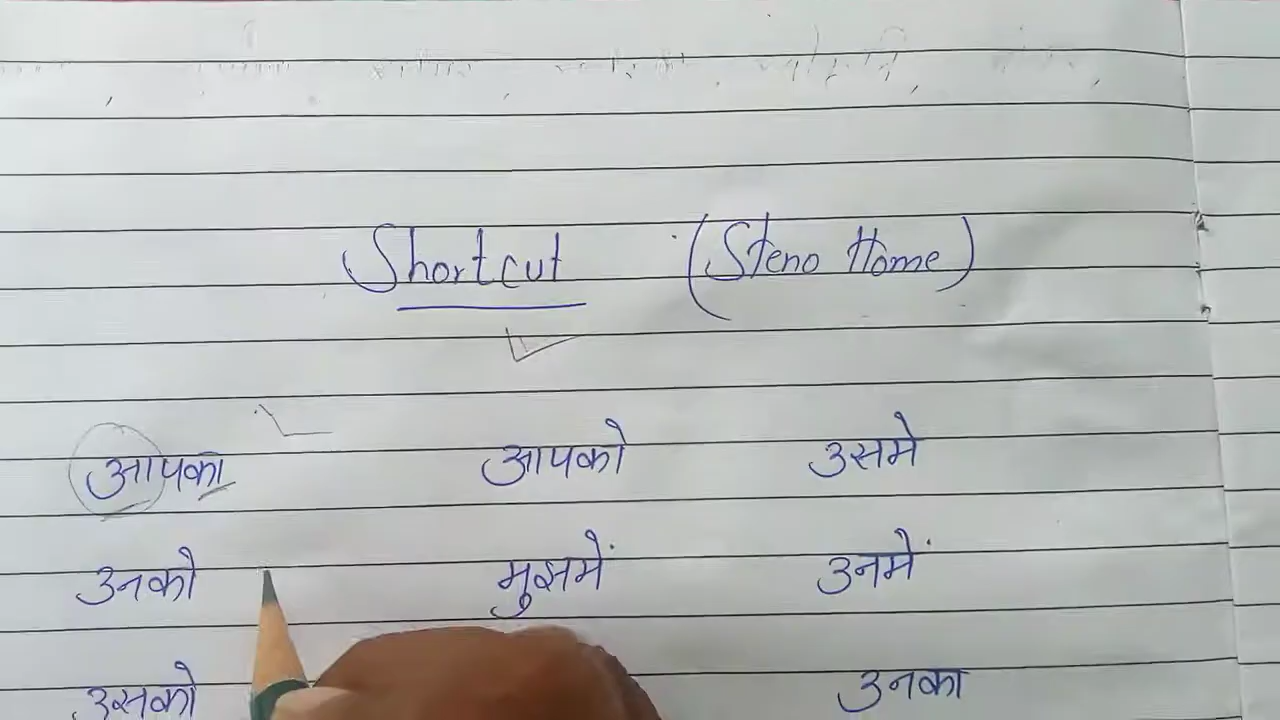 Shortcut (Steno Home)
आपका आपको उसमे
उनको मुझमें उनमें
उसको उनका